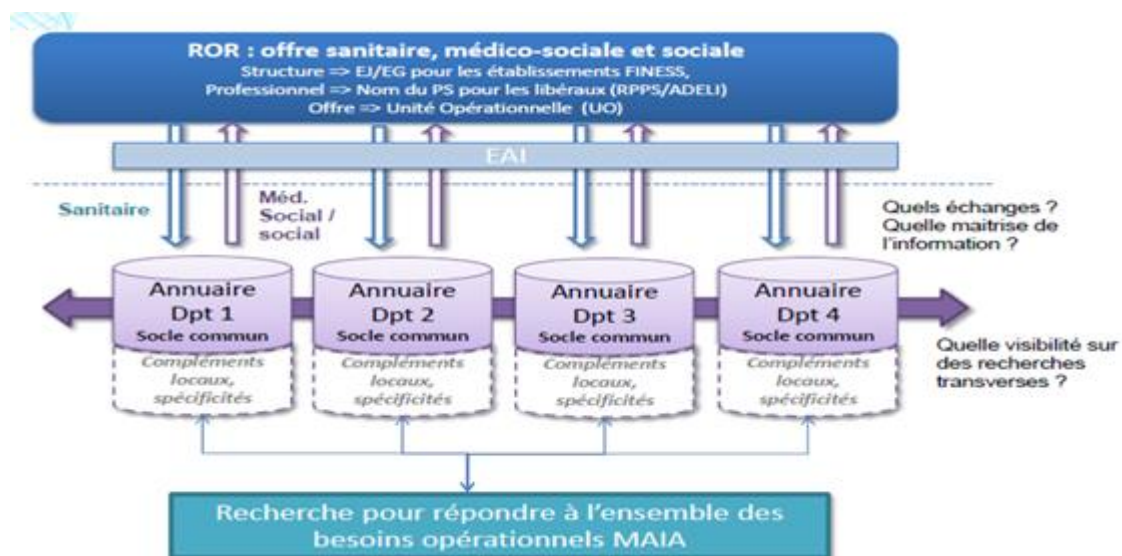 ROR : offre sanitaire, médico-sociale et sociale
Structure => EJ/EG pour les établissements FINESS,
Professionnel => Nom du PS pour les libéraux (RPPS/ADELI)
Offre => Unité Opérationnelle (UO)
EAI
Sanitaire
Méd.
Social /
social
Quels échanges ?
Quelle maitrise de
l'information ?
Annuaire
Dpt 1
Socle commun
Compléments
locaux,
spécificités
Annuaire
Dpt 2
Socle commun
Compléments
locaux,
spécificités
Annuaire
Dpt 3
Socle commun
Compléments
locaux,
spécificités
Annuaire
Dpt 4
Socle commun
Compléments
locaux,
spécificités
Quelle visibilité sur
des recherches
transverses ?
Recherche pour répondre à l'ensemble des
besoins opérationnels MAIA